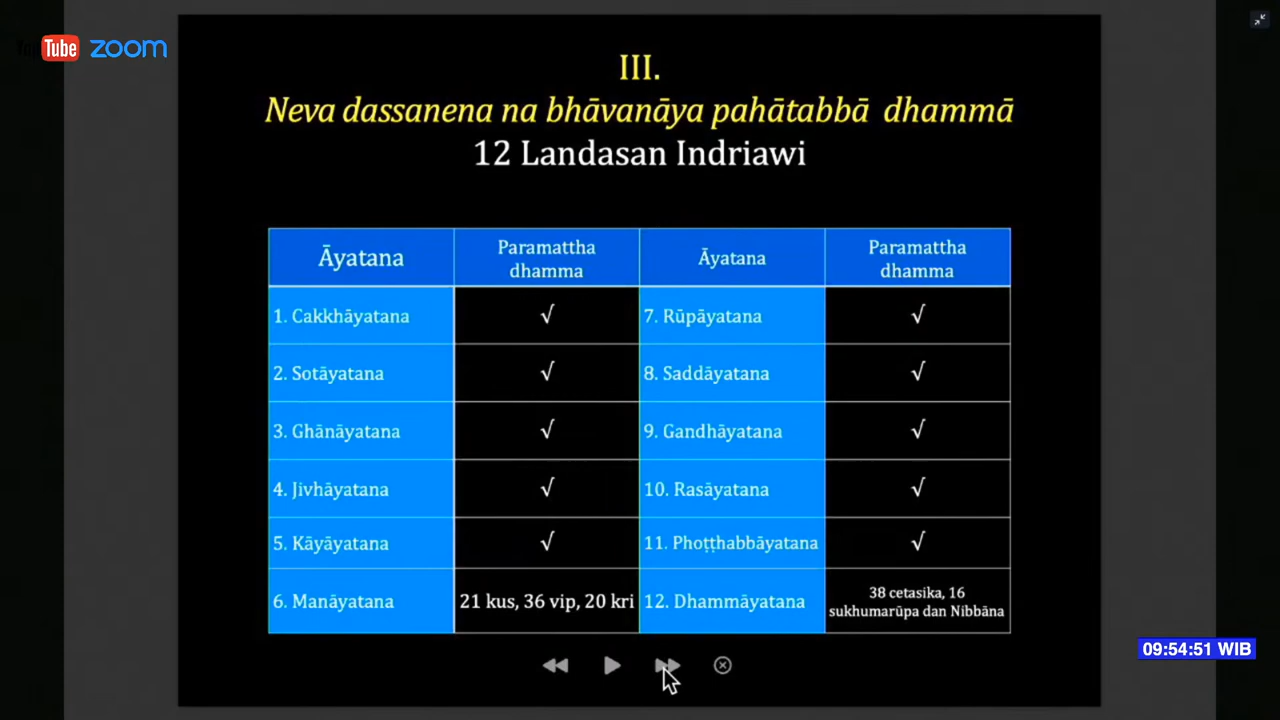 Tube zoom
III.
Neva dassanena na bhāvanāya pahātabbā dhammā
12 Landasan Indriawi
Āyatana
Paramattha
dhamma
Āyatana
Paramattha
dhamma
1. Cakkhāyatana √ 7. Rūpāyatana √
2. Sotāyatana √ 8. Saddāyatana √
3. Ghānāyatana √ 9. Gandhāyatana √
4. Jivhāyatana √ 10. Rasāyatana √
5. Kāyāyatana √ 11. Phoṭṭhabbāyatana √
6. Manāyatana 21 kus, 36 vip, 20 kri 12. Dhammāyatana
38 cetasika, 16
sukhumarūpa dan Nibbāna
09:54:51 WIB